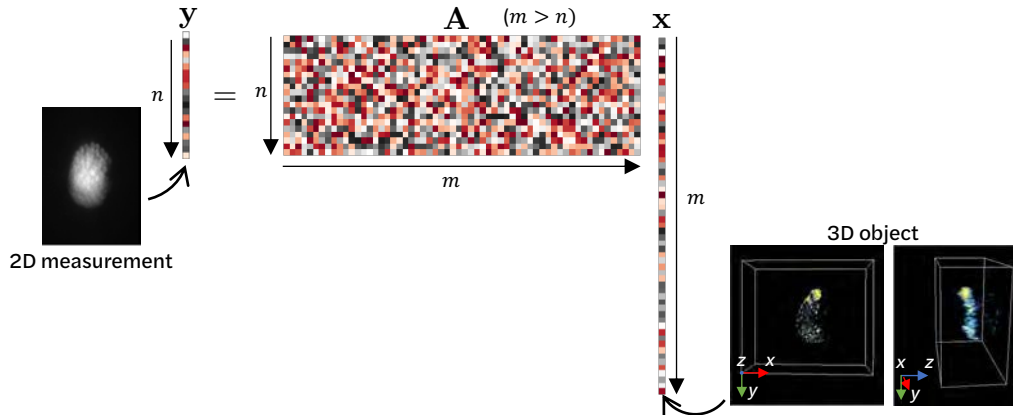 y
A (m > n)
x
n
=
n
m
m
2D measurement
3D object
z x
y
x z
y